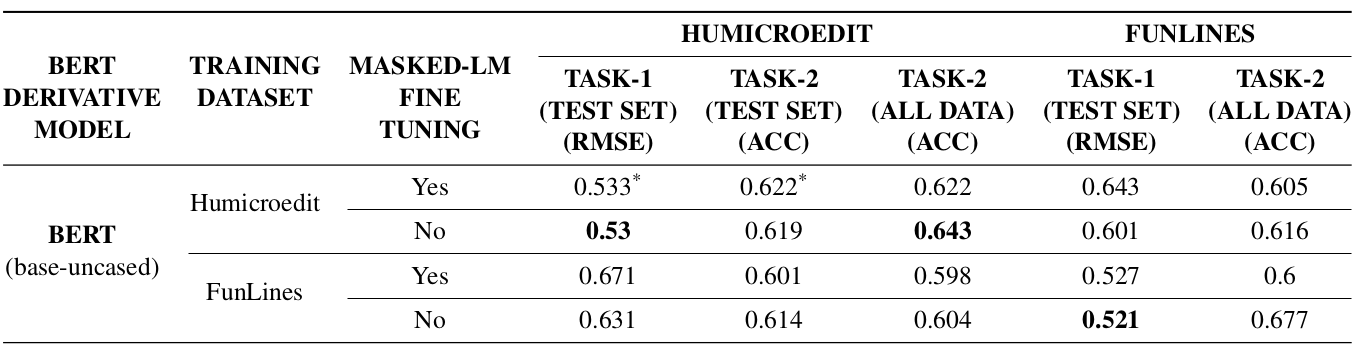 HUMICROEDIT FUNLINES
BERT DERIVATIVE MODEL TRAINING DATASET MASKED-LM FINE TUNING TASK-1 (TEST SET) (RMSE) TASK-2 (TEST SET) (ACC) TASK-2 (ALL DATA) (ACC) TASK-1 (TEST SET) (RMSE) TASK-2 (ALL DATA) (ACC)
BERT (base-uncased) Humicroedit Yes 0.533* 0.622* 0.622 0.643 0.605
No 0.53 0.619 0.643 0.601 0.616
FunLines Yes 0.671 0.601 0.598 0.527 0.6
No 0.631 0.614 0.604 0.521 0.677